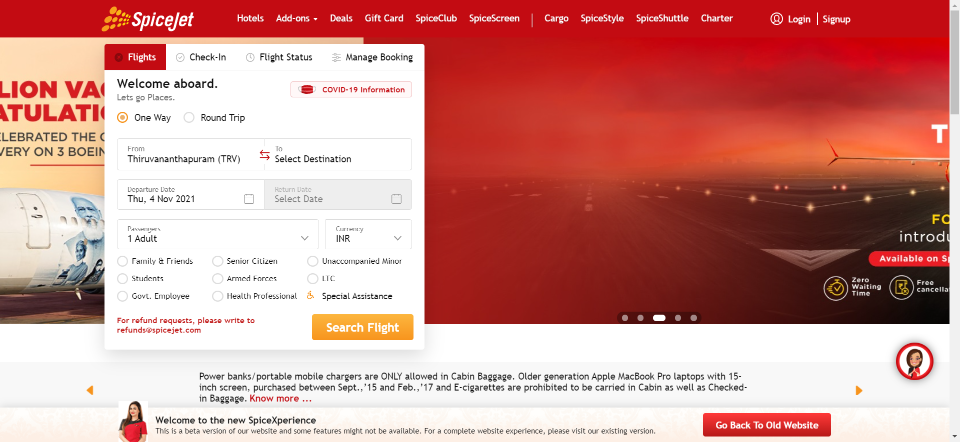 SpiceJet
Hotels Add-ons Deals Gift Card SpiceClub SpiceScreen Cargo SpiceStyle SpiceShuttle Charter Login Signup
Flights Check-In Flight Status Manage Booking
Welcome aboard.
Lets go Places.
COVID-19 Information
One Way Round Trip
From To
Thiruvananthapuram (TRV) Select Destination
Departure Date Return Date
Thu, 4 Nov 2021 Select Date
Passengers Currency
1 Adult INR
Family & Friends Senior Citizen Unaccompanied Minor
Students Armed Forces LTC
Govt. Employee Health Professional Special Assistance
For refund requests, please write to
refunds@spicejet.com
Search Flight
LION VAC
ATULATI
ELEBRATED THE
VERY ON 3 BOEIN
T
FO
introdu
Available on Sp
Zero
Waiting
Time
Free
cancella
Power banks/portable mobile chargers are ONLY allowed in Cabin Baggage. Older generation Apple MacBook Pro laptops with 15-
inch screen, purchased between Sept.,'15 and Feb.,'17 and E-cigarettes are prohibited to be carried in Cabin as well as Checked-
in Baggage. Know more ...
Welcome to the new SpiceXperience
This is a beta version of our website and some features might not be available. For a complete website experience, please visit our existing version.
Go Back To Old Website